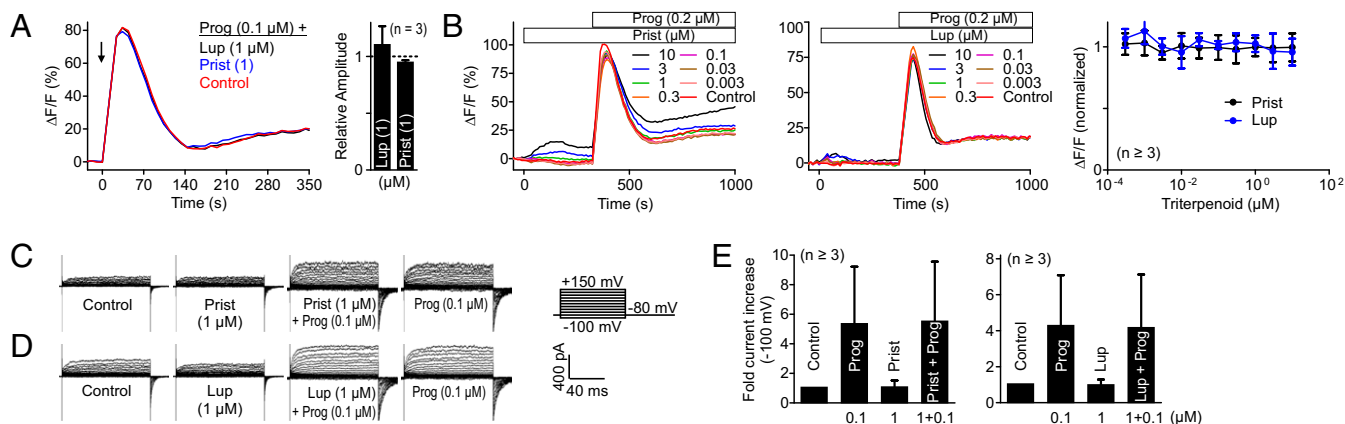 A
ΔF/F (%)
80
60
40
20
0
0 70 140 210 280 350
Time (s)
Prog (0.1 µM) +
Lup (1 µM)
Prist (1)
Control
(n = 3)
Relative Amplitude
1
0
Lup (1)
Prist (1)
(µM)
B
Prog (0.2 µM)
Prist (µM)
ΔF/F (%)
100
75
50
25
0
10 0.1
3 0.03
1 0.003
0.3 Control
0 500 1000
Time (s)
Prog (0.2 µM)
Lup (µM)
100
75
50
25
0
10 0.1
3 0.03
1 0.003
0.3 Control
0 500 1000
Time (s)
ΔF/F (normalized)
1
0
Prist
Lup
(n ≥ 3)
10⁻⁴ 10⁻² 10⁰ 10²
Triterpenoid (µM)
C
Control
Prist
(1 µM)
Prist (1 µM)
+ Prog (0.1 µM)
Prog (0.1 µM)
+150 mV
-80 mV
-100 mV
D
Control
Lup
(1 µM)
Lup (1 µM)
+ Prog (0.1 µM)
Prog (0.1 µM)
400 pA
40 ms
E
Fold current increase
(-100 mV)
(n ≥ 3)
10
8
6
4
2
0
Control
Prog
Prist
Prist + Prog
0.1 1 1+0.1
(n ≥ 3)
8
6
4
2
0
Control
Prog
Lup
Lup + Prog
0.1 1 1+0.1 (µM)